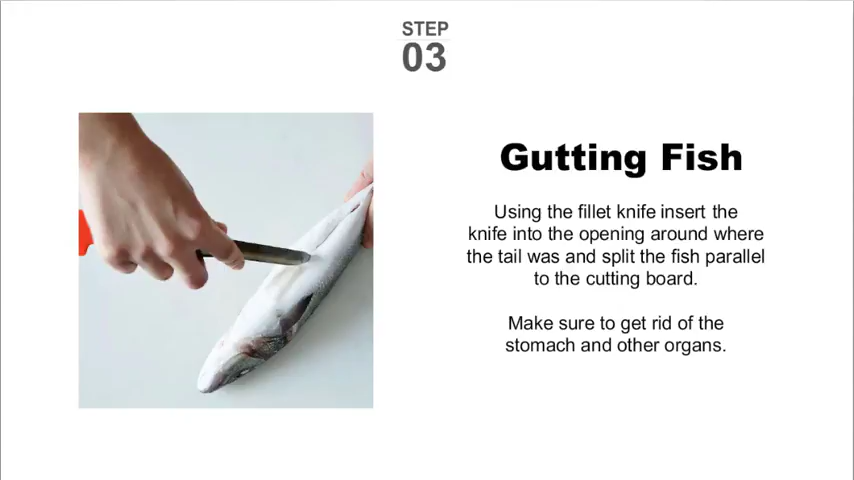 STEP
03
Gutting Fish
Using the fillet knife insert the
knife into the opening around where
the tail was and split the fish parallel
to the cutting board.
Make sure to get rid of the
stomach and other organs.